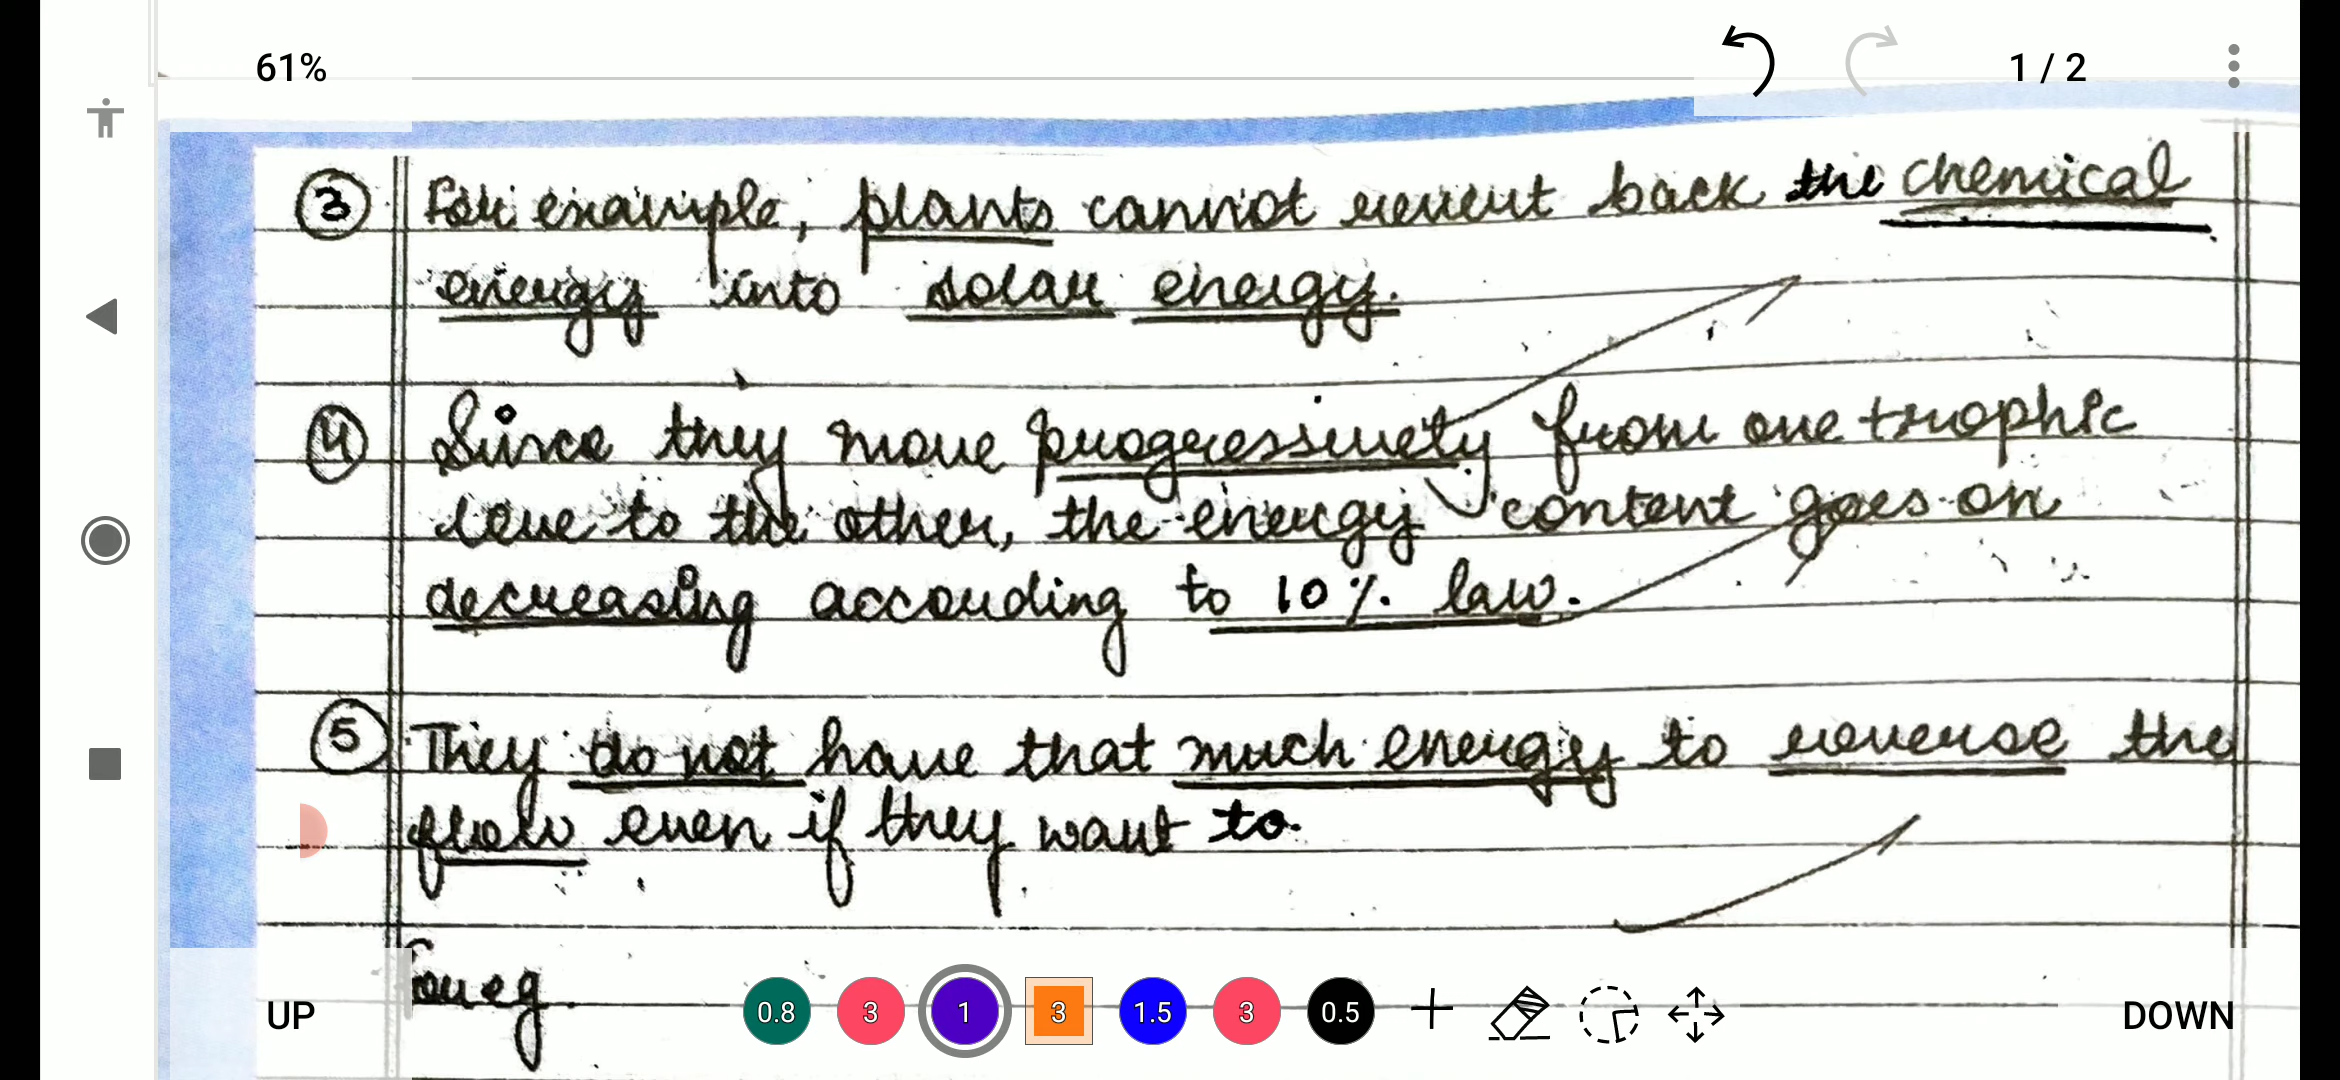 61%
1 / 2
3 For example, plants cannot revert back the chemical
energy into solar energy.
4 Since they move progressively from one trophic
leve to the other, the energy content goes on
decreasing according to 10% law.
5 They do not have that much energy to reverse the
flow even if they want to.
For eg.
UP 0.8 3 1 3 1.5 3 0.5 DOWN